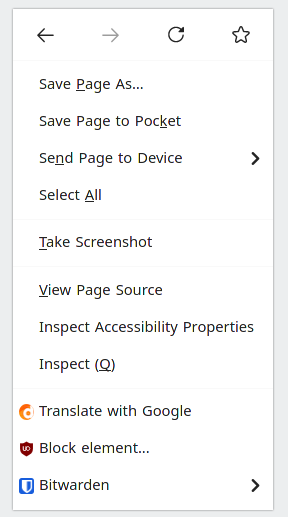 Save Page As...
Save Page to Pocket
Send Page to Device
Select All
Take Screenshot
View Page Source
Inspect Accessibility Properties
Inspect (Q)
Translate with Google
Block element...
Bitwarden